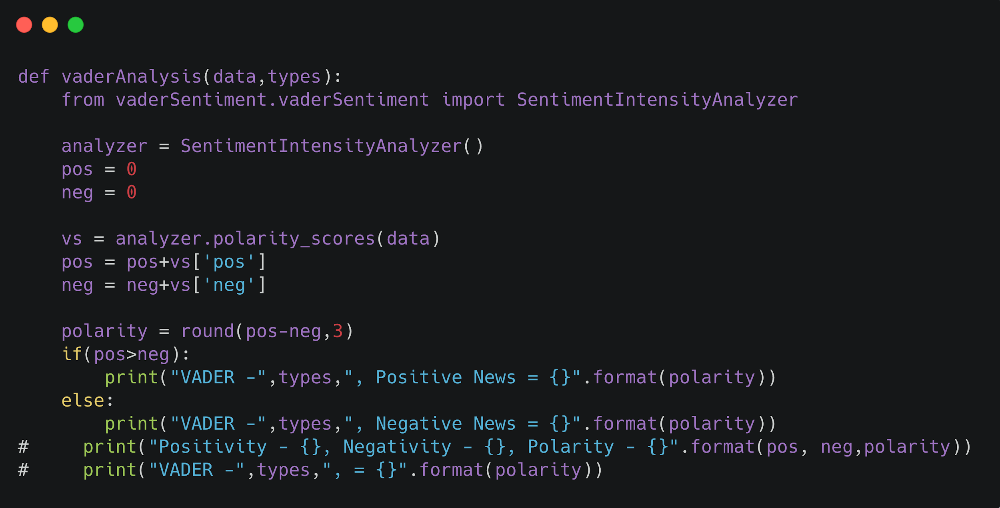 def vaderAnalysis(data,types):
    from vaderSentiment.vaderSentiment import SentimentIntensityAnalyzer

    analyzer = SentimentIntensityAnalyzer()
    pos = 0
    neg = 0

    vs = analyzer.polarity_scores(data)
    pos = pos+vs['pos']
    neg = neg+vs['neg']

    polarity = round(pos-neg,3)
    if(pos>neg):
        print("VADER -",types,", Positive News = {}".format(polarity))
    else:
        print("VADER -",types,", Negative News = {}".format(polarity))
#     print("Positivity - {}, Negativity - {}, Polarity - {}".format(pos, neg,polarity))
#     print("VADER -",types,", = {}".format(polarity))